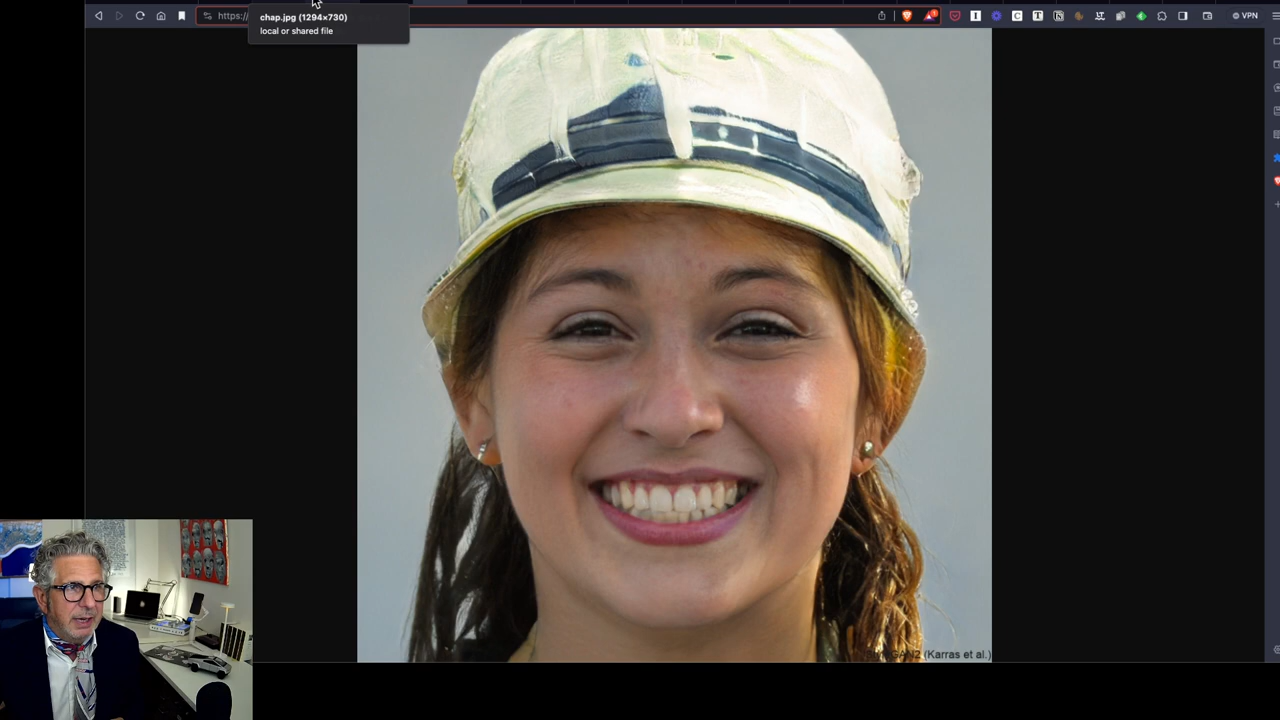 https://
chap.jpg (1294×730)
local or shared file
VPN
(Karras et al.)